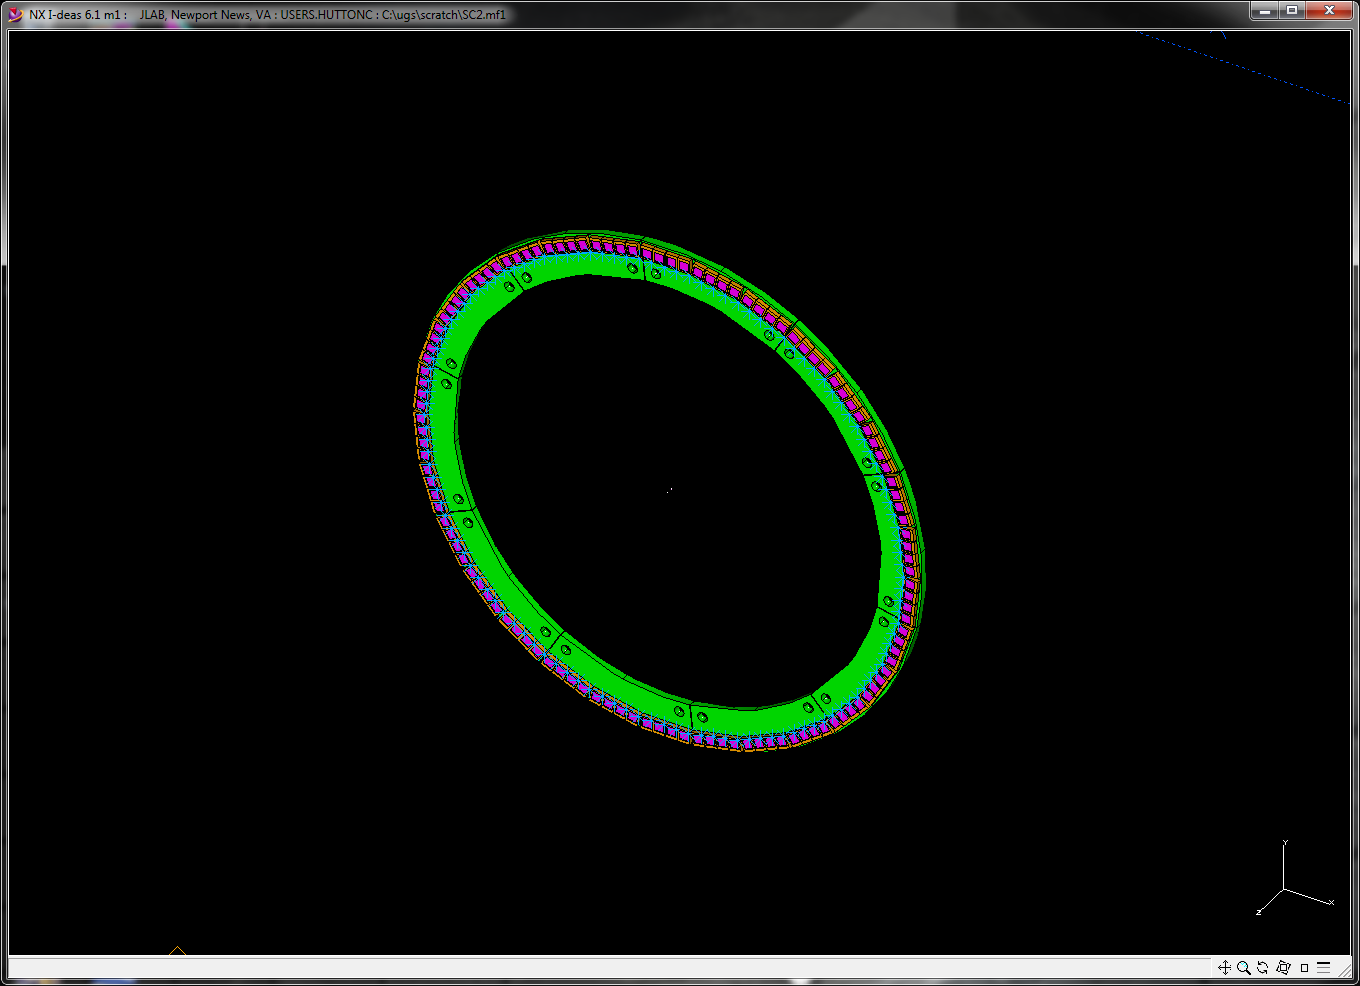 NX I-deas 6.1 m1 : JLAB, Newport News, VA : USERS.HUTTONC : C:\ugs\scratch\SC2.mf1
Y
X
Z